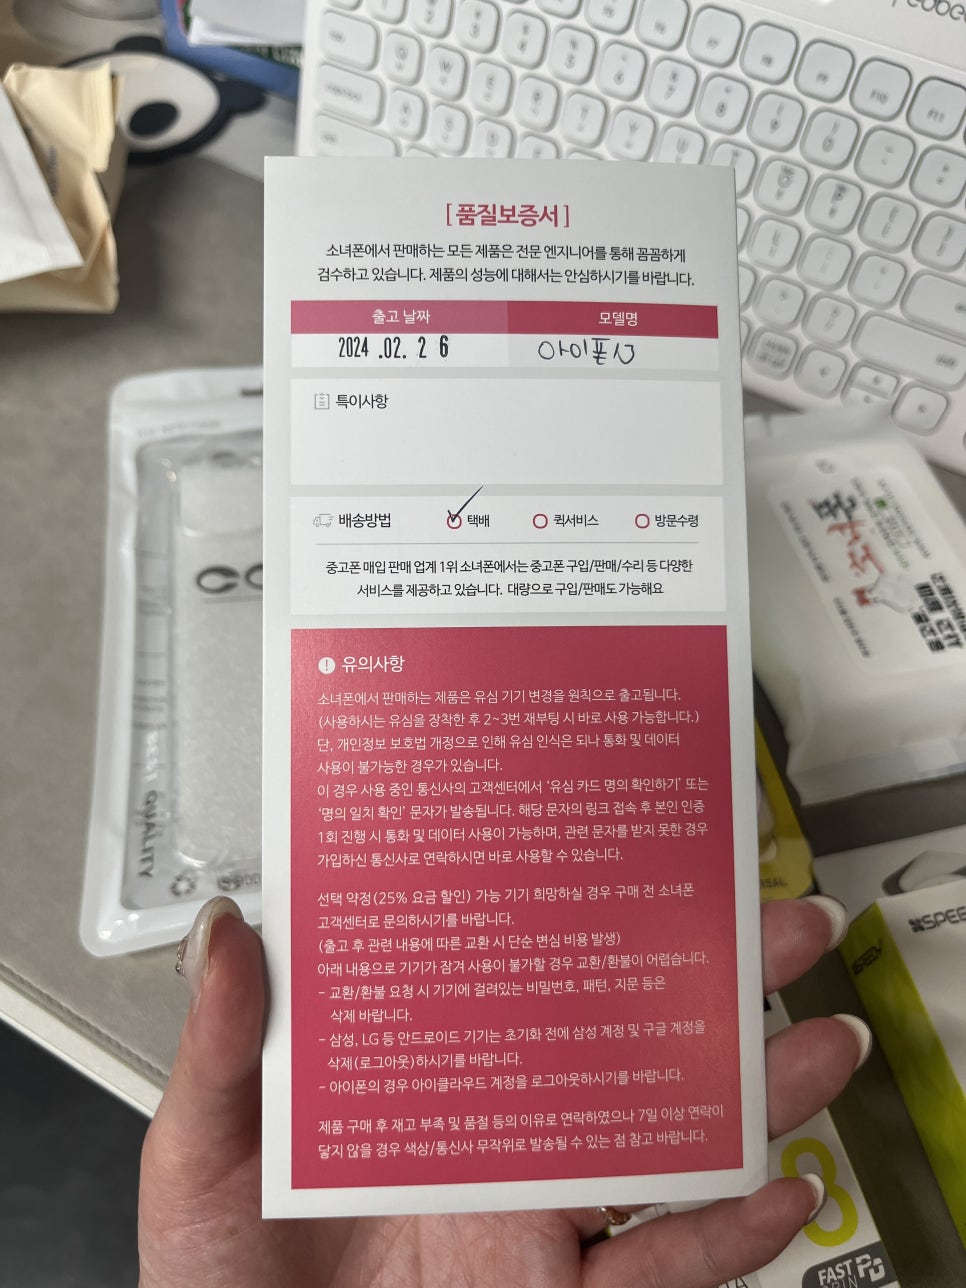 [품질보증서]
소녀폰에서 판매하는 모든 제품은 전문 엔지니어를 통해 꼼꼼하게
검수하고 있습니다. 제품의 성능에 대해서는 안심하시기를 바랍니다.
출고 날짜
모델명
2024 .02. 2 6
특이사항
배송방법
택배
퀵서비스
방문수령
중고폰 매입 판매 업계 1위 소녀폰에서는 중고폰 구입/판매/수리 등 다양한
서비스를 제공하고 있습니다. 대량으로 구입/판매도 가능해요
! 유의사항
소녀폰에서 판매하는 제품은 유심 기기 변경을 원칙으로 출고됩니다.
(사용하시는 유심을 장착한 후 2~3번 재부팅 시 바로 사용 가능합니다.)
단, 개인정보 보호법 개정으로 인해 유심 인식은 되나 통화 및 데이터
사용이 불가능한 경우가 있습니다.
이 경우 사용 중인 통신사의 고객센터에서 ‘유심 카드 명의 확인하기’ 또는
‘명의 일치 확인’ 문자가 발송됩니다. 해당 문자의 링크 접속 후 본인 인증
1회 진행 시 통화 및 데이터 사용이 가능하며, 관련 문자를 받지 못한 경우
가입하신 통신사로 연락하시면 바로 사용할 수 있습니다.
선택 약정(25% 요금 할인) 가능 기기 희망하실 경우 구매 전 소녀폰
고객센터로 문의하시기를 바랍니다.
(출고 후 관련 내용에 따른 교환 시 단순 변심 비용 발생)
아래 내용으로 기기가 잠겨 사용이 불가할 경우 교환/환불이 어렵습니다.
- 교환/환불 요청 시 기기에 걸려있는 비밀번호, 패턴, 지문 등은
삭제 바랍니다.
- 삼성, LG 등 안드로이드 기기는 초기화 전에 삼성 계정 및 구글 계정을
삭제(로그아웃)하시기를 바랍니다.
- 아이폰의 경우 아이클라우드 계정을 로그아웃하시기를 바랍니다.
제품 구매 후 재고 부족 및 품절 등의 이유로 연락하였으나 7일 이상 연락이
닿지 않을 경우 색상/통신사 무작위로 발송될 수 있는 점 참고 바랍니다.
QUALITY
SPEE
FAST